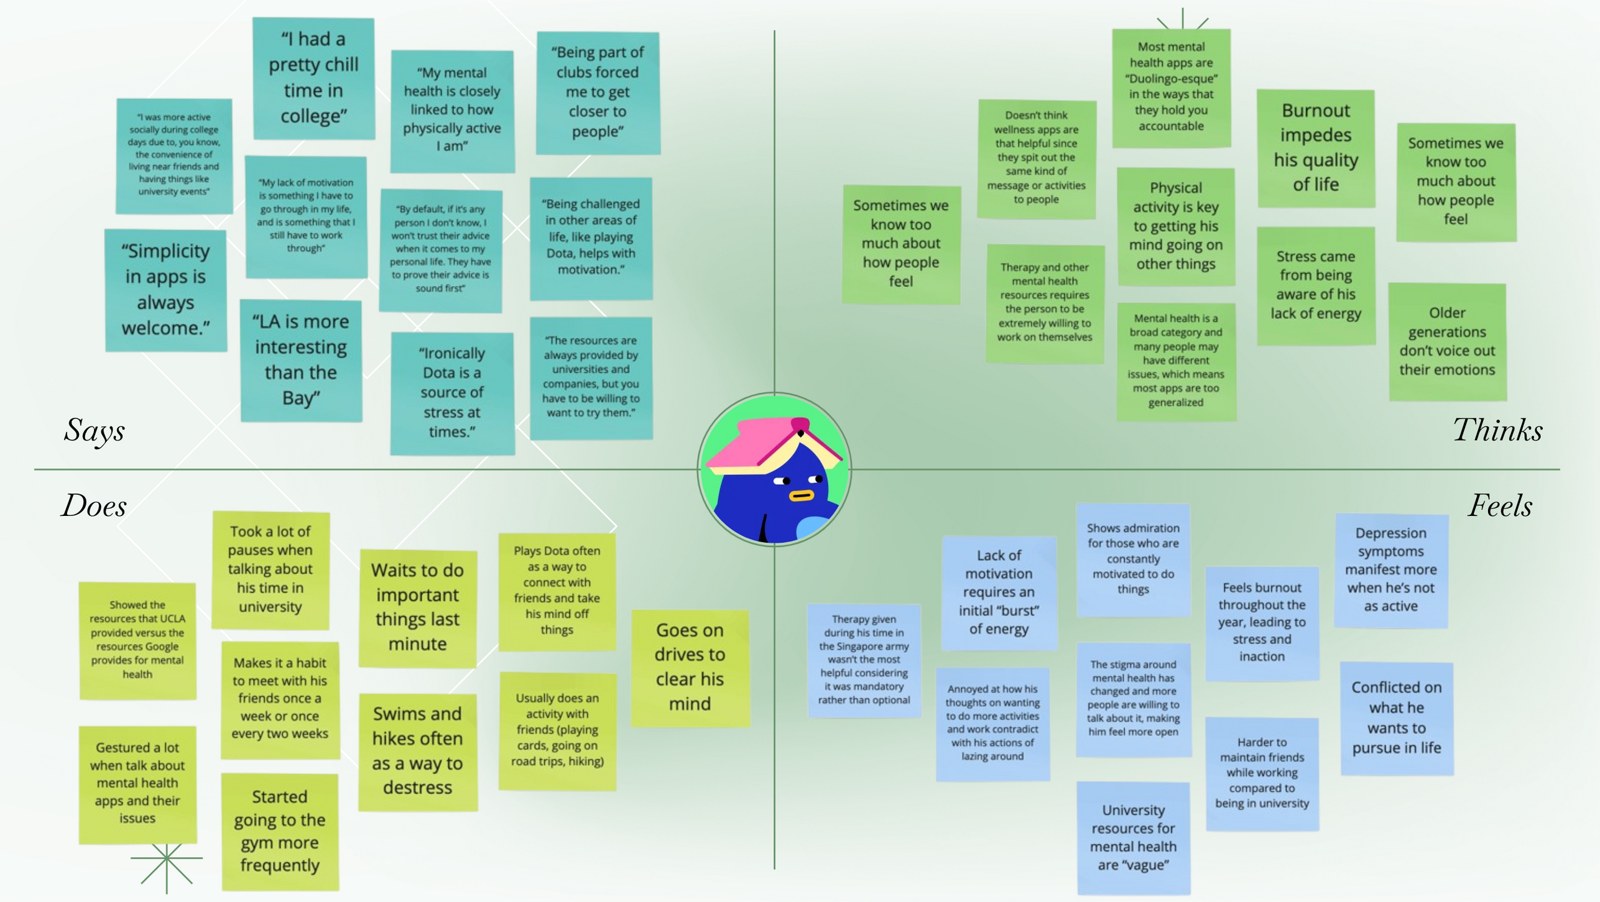 “I had a
pretty chill
time in
college”
“My mental
health is closely
linked to how
physically active
I am”
“Being part of
clubs forced
me to get
closer to
people”
“I was more active
socially during college
days due to, you know,
the convenience of
living near friends and
having things like
university events”
“My lack of motivation
is something I have to
go through in my life,
and is something that I
still have to work
through”
“By default, if it’s any
person I don’t know, I
won’t trust their advice
when it comes to my
personal life. They have
to prove their advice is
sound first”
“Being challenged
in other areas of
life, like playing
Dota, helps with
motivation.”
“Simplicity
in apps is
always
welcome.”
“LA is more
interesting
than the
Bay”
“Ironically
Dota is a
source of
stress at
times.”
“The resources are
always provided by
universities and
companies, but you
have to be willing to
want to try them.”
Says
Most mental
health apps are
“Duolingo-esque”
in the ways that
they hold you
accountable
Doesn’t think
wellness apps are
that helpful since
they spit out the
same kind of
message or activities
to people
Burnout
impedes
his quality
of life
Sometimes we
know too
much about
how people
feel
Sometimes we
know too
much about
how people
feel
Physical
activity is key
to getting his
mind going on
other things
Therapy and other
mental health
resources requires
the person to be
extremely willing to
work on themselves
Stress came
from being
aware of his
lack of energy
Mental health is a
broad category and
many people may
have different
issues, which means
most apps are too
generalized
Older
generations
don’t voice out
their emotions
Thinks
Does
Took a lot of
pauses when
talking about
his time in
university
Waits to do
important
things last
minute
Plays Dota often
as a way to
connect with
friends and take
his mind off
things
Showed the
resources that UCLA
provided versus the
resources Google
provides for mental
health
Makes it a habit
to meet with his
friends once a
week or once
every two weeks
Goes on
drives to
clear his
mind
Swims and
hikes often
as a way to
destress
Usually does an
activity with
friends (playing
cards, going on
road trips, hiking)
Gestured a lot
when talk about
mental health
apps and their
issues
Started
going to the
gym more
frequently
Feels
Shows admiration
for those who are
constantly
motivated to do
things
Lack of
motivation
requires an
initial “burst”
of energy
Depression
symptoms
manifest more
when he’s not
as active
Feels burnout
throughout the
year, leading to
stress and
inaction
Therapy given
during his time in
the Singapore army
wasn’t the most
helpful considering
it was mandatory
rather than optional
Annoyed at how his
thoughts on wanting
to do more activities
and work contradict
with his actions of
lazing around
The stigma around
mental health has
changed and more
people are willing to
talk about it, making
him feel more open
Conflicted on
what he
wants to
pursue in life
Harder to
maintain friends
while working
compared to
being in university
University
resources for
mental health
are “vague”